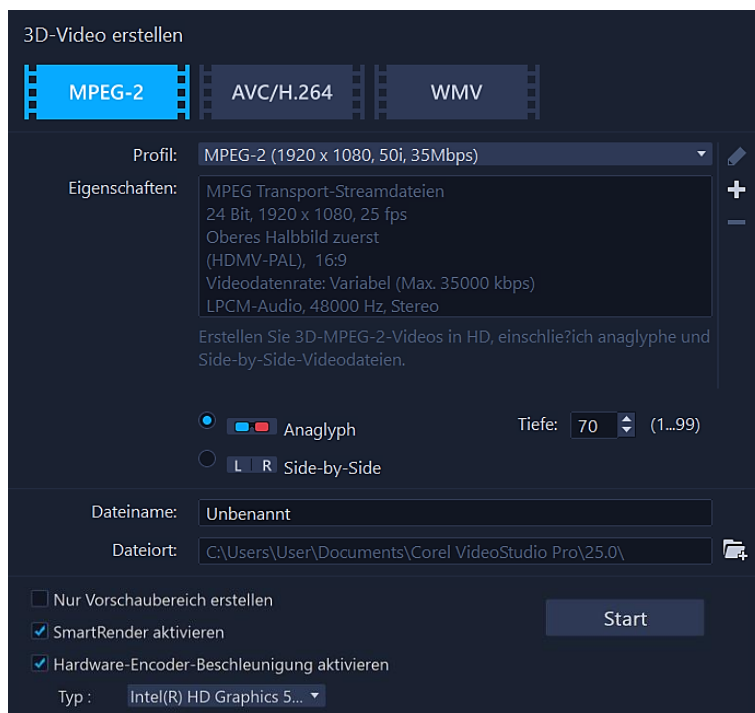 3D-Video erstellen
MPEG-2 AVC/H.264 WMV
Profil: MPEG-2 (1920 x 1080, 50i, 35Mbps)
Eigenschaften: MPEG Transport-Streamdateien
24 Bit, 1920 x 1080, 25 fps
Oberes Halbbild zuerst
(HDMV-PAL), 16:9
Videodatenrate: Variabel (Max. 35000 kbps)
LPCM-Audio, 48000 Hz, Stereo
Erstellen Sie 3D-MPEG-2-Videos in HD, einschlie?ich anaglyphe und
Side-by-Side-Videodateien.
Anaglyph Tiefe: 70 (1...99)
L R Side-by-Side
Dateiname: Unbenannt
Dateiort: C:\Users\User\Documents\Corel VideoStudio Pro\25.0\
Nur Vorschaubereich erstellen
Start
SmartRender aktivieren
Hardware-Encoder-Beschleunigung aktivieren
Typ : Intel(R) HD Graphics 5...